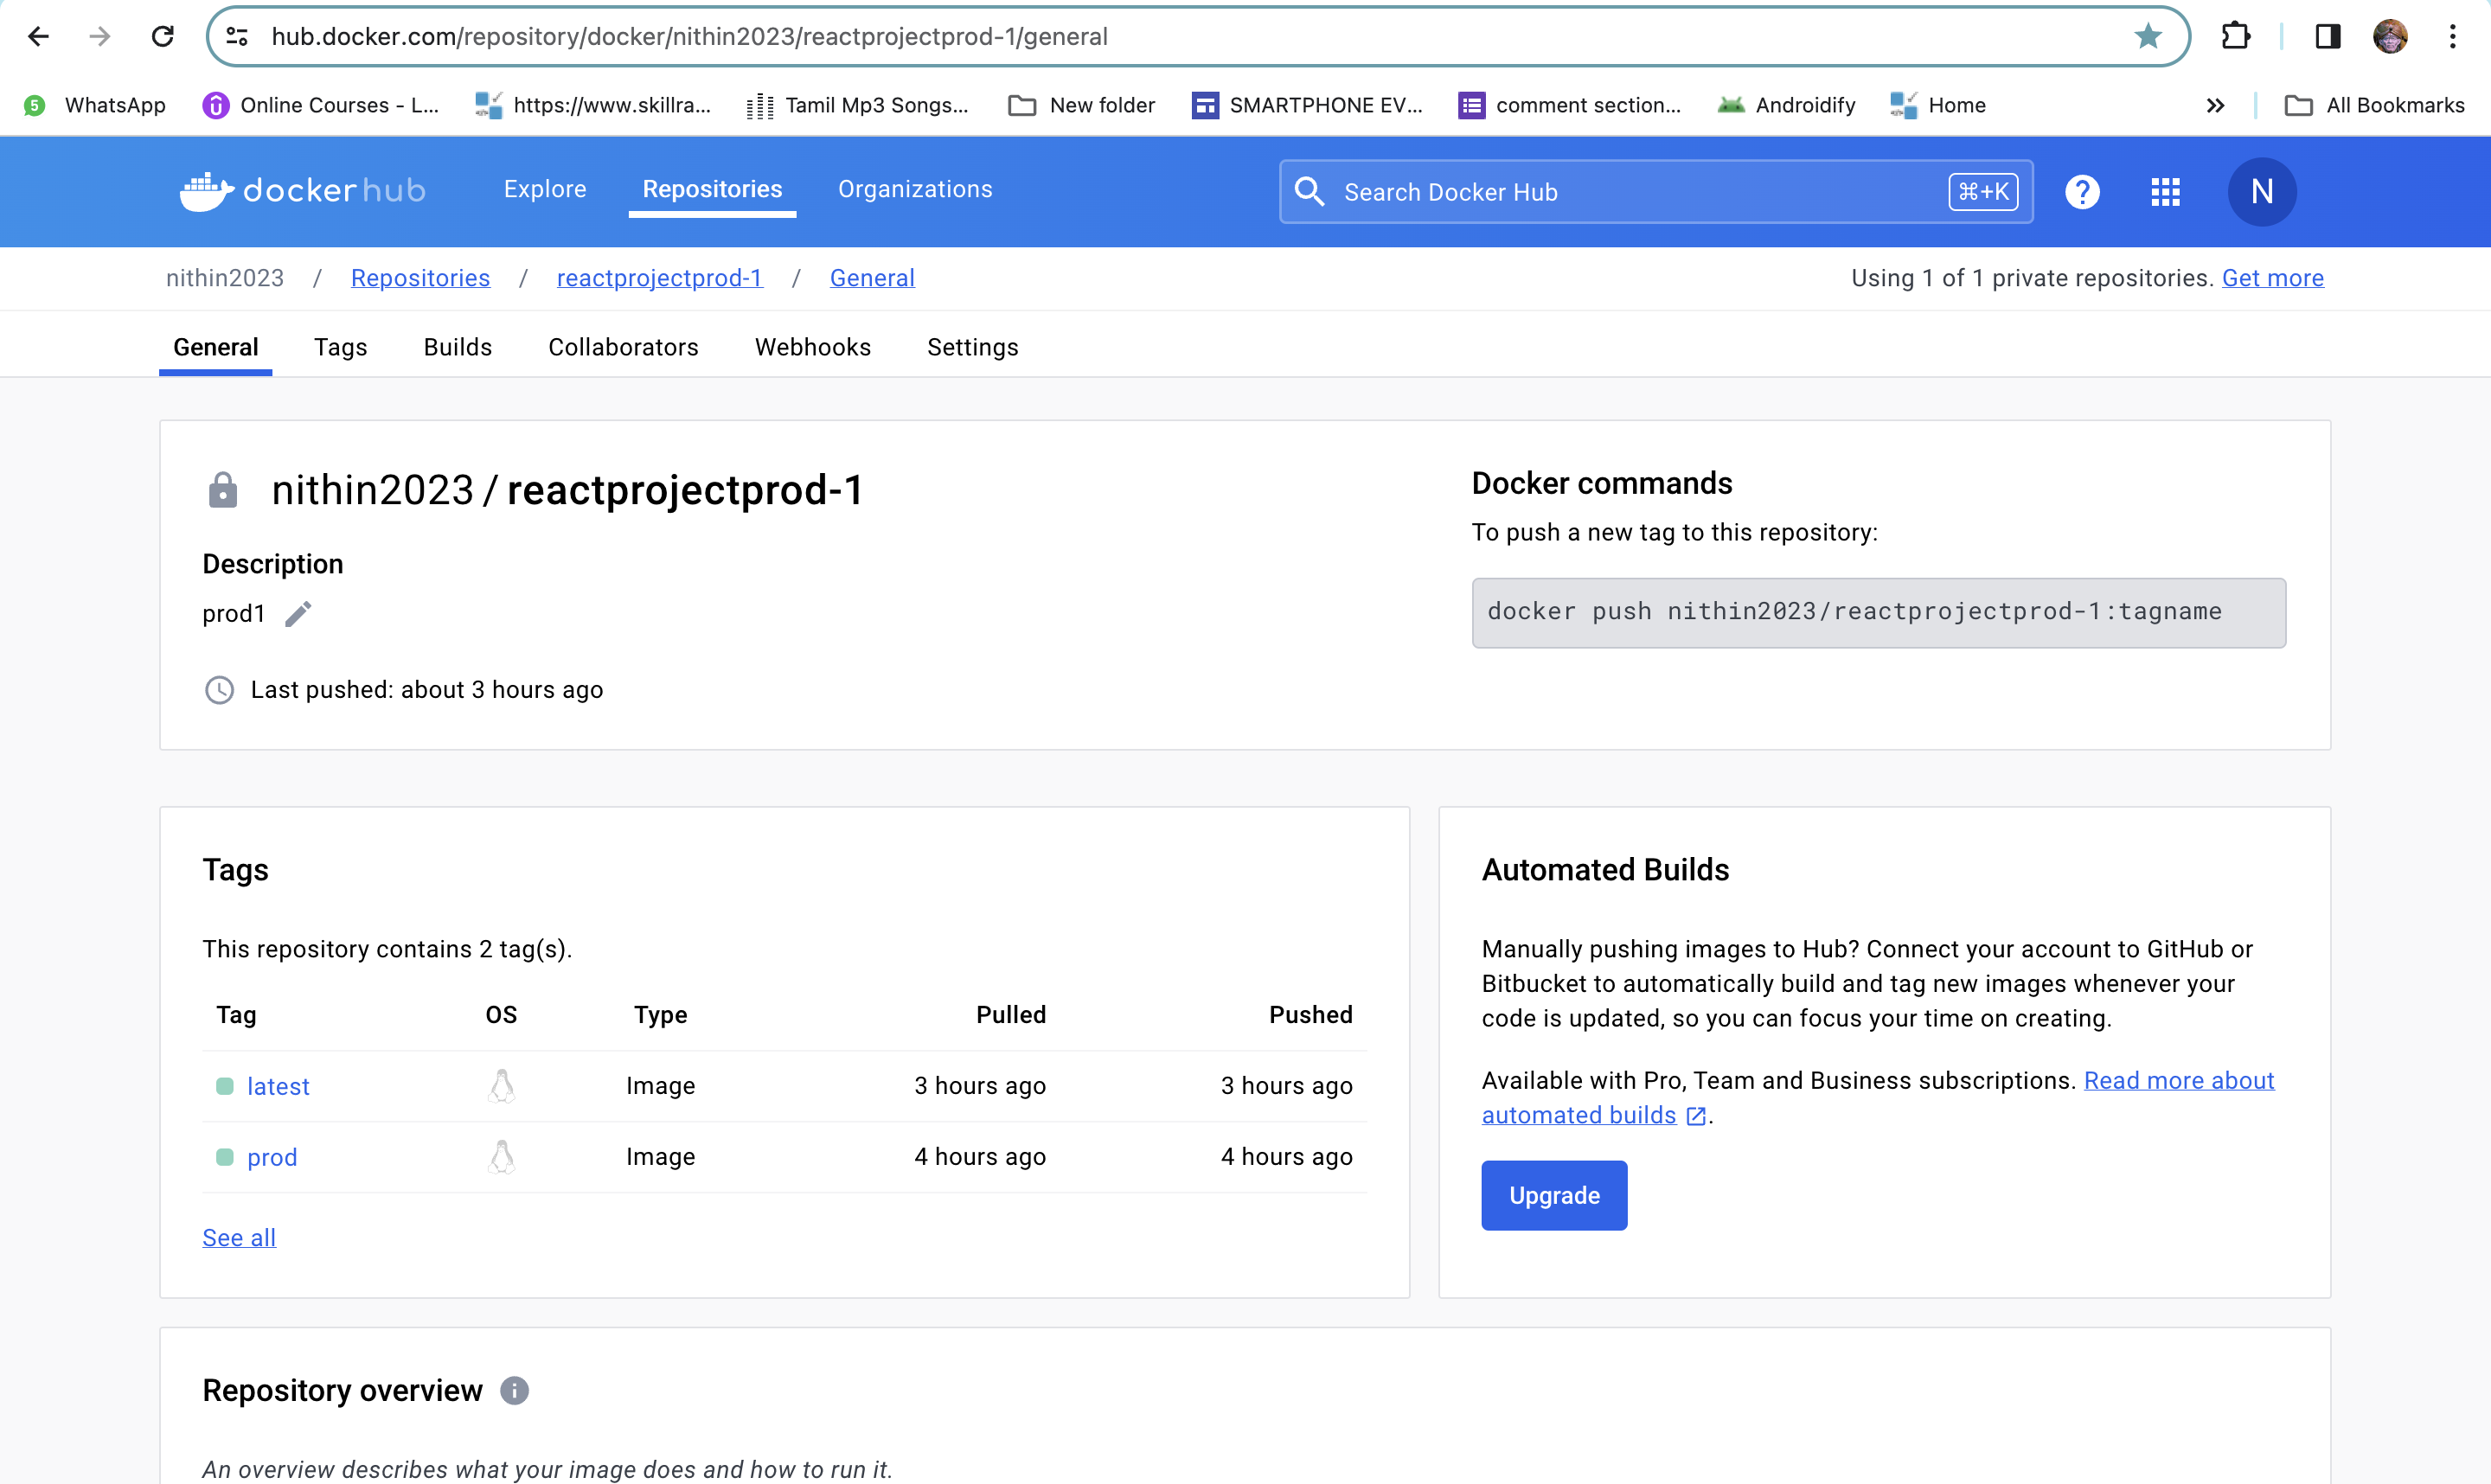 hub.docker.com/repository/docker/nithin2023/reactprojectprod-1/general
5 WhatsApp Online Courses - L... https://www.skillra... Tamil Mp3 Songs... New folder SMARTPHONE EV... comment section... Androidify Home » All Bookmarks
dockerhub Explore Repositories Organizations Search Docker Hub ⌘+K ? N
nithin2023 / Repositories / reactprojectprod-1 / General Using 1 of 1 private repositories. Get more
General Tags Builds Collaborators Webhooks Settings
nithin2023 / reactprojectprod-1
Description
prod1
Last pushed: about 3 hours ago
Docker commands
To push a new tag to this repository:
docker push nithin2023/reactprojectprod-1:tagname
Tags
This repository contains 2 tag(s).
Tag OS Type Pulled Pushed
latest Image 3 hours ago 3 hours ago
prod Image 4 hours ago 4 hours ago
See all
Automated Builds
Manually pushing images to Hub? Connect your account to GitHub or
Bitbucket to automatically build and tag new images whenever your
code is updated, so you can focus your time on creating.
Available with Pro, Team and Business subscriptions. Read more about
automated builds .
Upgrade
Repository overview i
An overview describes what your image does and how to run it.